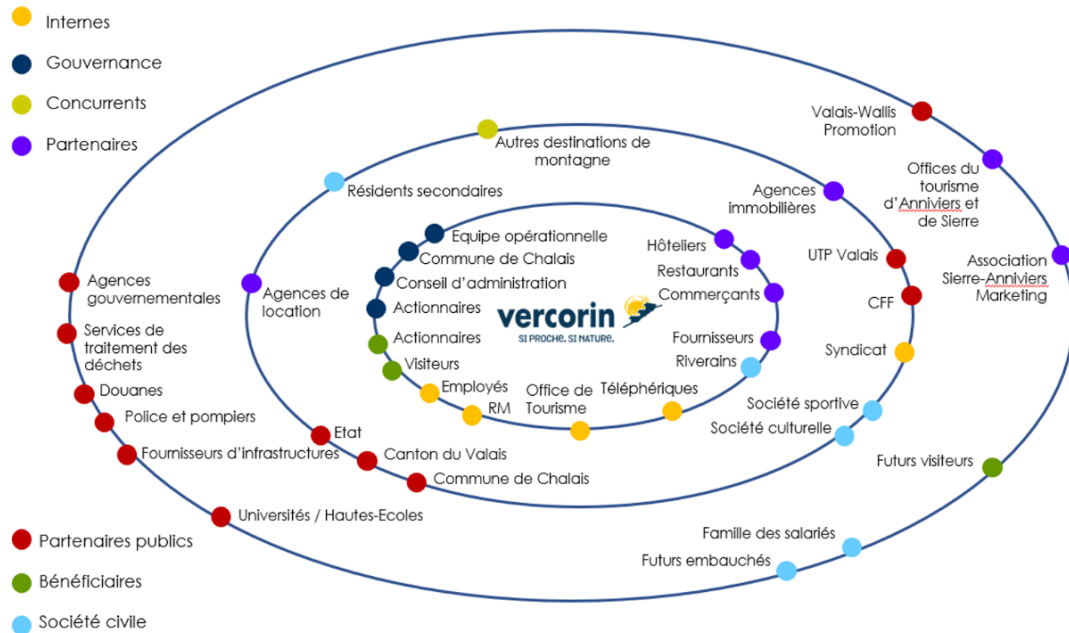 Internes
Gouvernance
Concurrents
Partenaires
Valais-Wallis
Promotion
Autres destinations de
montagne
Offices du
tourisme
d’Anniviers et
de Sierre
Résidents secondaires
Agences
immobilières
Equipe opérationnelle
Hôteliers
Commune de Chalais
UTP Valais
Restaurants
Association
Sierre-Anniviers
Marketing
Agences
gouvernementales
Agences de
location
Conseil d’administration
Commerçants
CFF
Actionnaires
vercorin
SI PROCHE. SI NATURE.
Services de
traitement des
déchets
Actionnaires
Fournisseurs
Syndicat
Visiteurs
Riverains
Douanes
Employés
Office de
Tourisme
Téléphériques
RM
Société sportive
Police et pompiers
Société culturelle
Etat
Fournisseurs d’infrastructures
Canton du Valais
Futurs visiteurs
Commune de Chalais
Universités / Hautes-Ecoles
Famille des salariés
Futurs embauchés
Partenaires publics
Bénéficiaires
Société civile